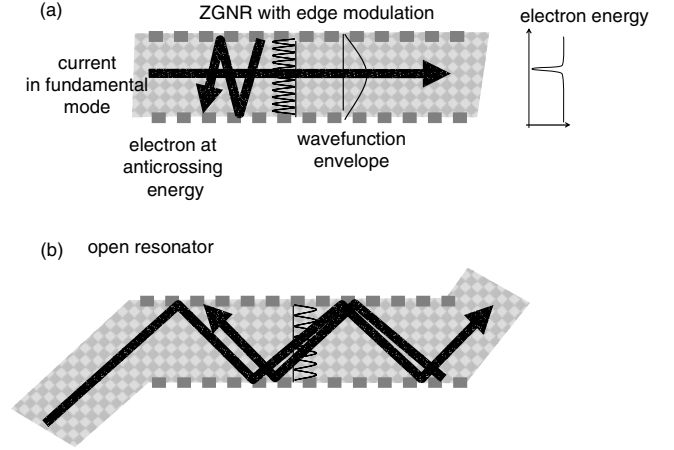 (a)
ZGNR with edge modulation
electron energy
current
in fundamental
mode
electron at
anticrossing
energy
wavefunction
envelope
(b)
open resonator